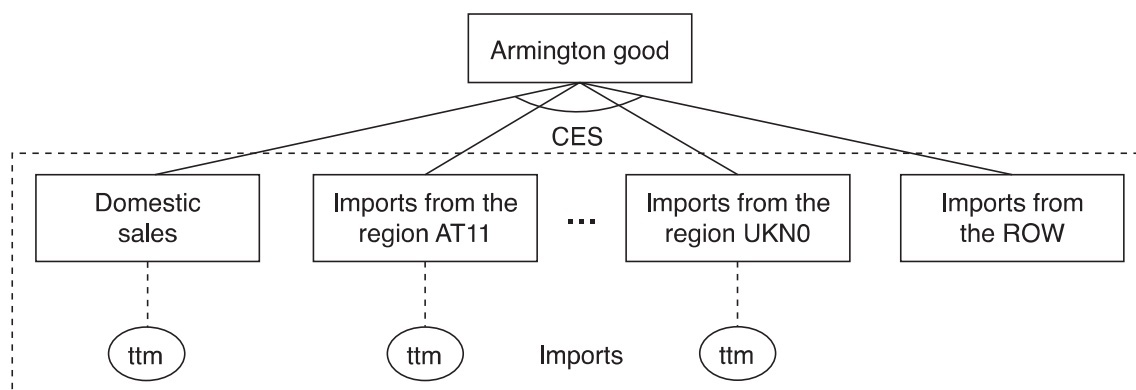 Armington good
CES
Domestic
sales
Imports from the
region AT11
...
Imports from the
region UKN0
Imports from
the ROW
ttm
ttm
Imports
ttm